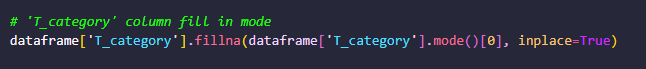 # 'T_category' column fill in mode
dataframe['T_category'].fillna(dataframe['T_category'].mode()[0], inplace=True)